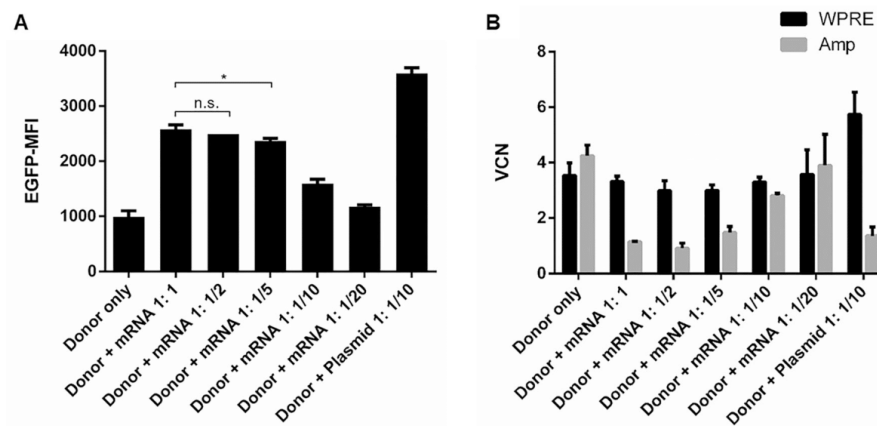 A
EGFP-MFI
4000
3000
2000
1000
0
*
n.s.
Donor only
Donor + mRNA 1: 1
Donor + mRNA 1: 1/2
Donor + mRNA 1: 1/5
Donor + mRNA 1: 1/10
Donor + mRNA 1: 1/20
Donor + Plasmid 1: 1/10
B
WPRE
Amp
VCN
8
6
4
2
0
Donor only
Donor + mRNA 1: 1
Donor + mRNA 1: 1/2
Donor + mRNA 1: 1/5
Donor + mRNA 1: 1/10
Donor + mRNA 1: 1/20
Donor + Plasmid 1: 1/10